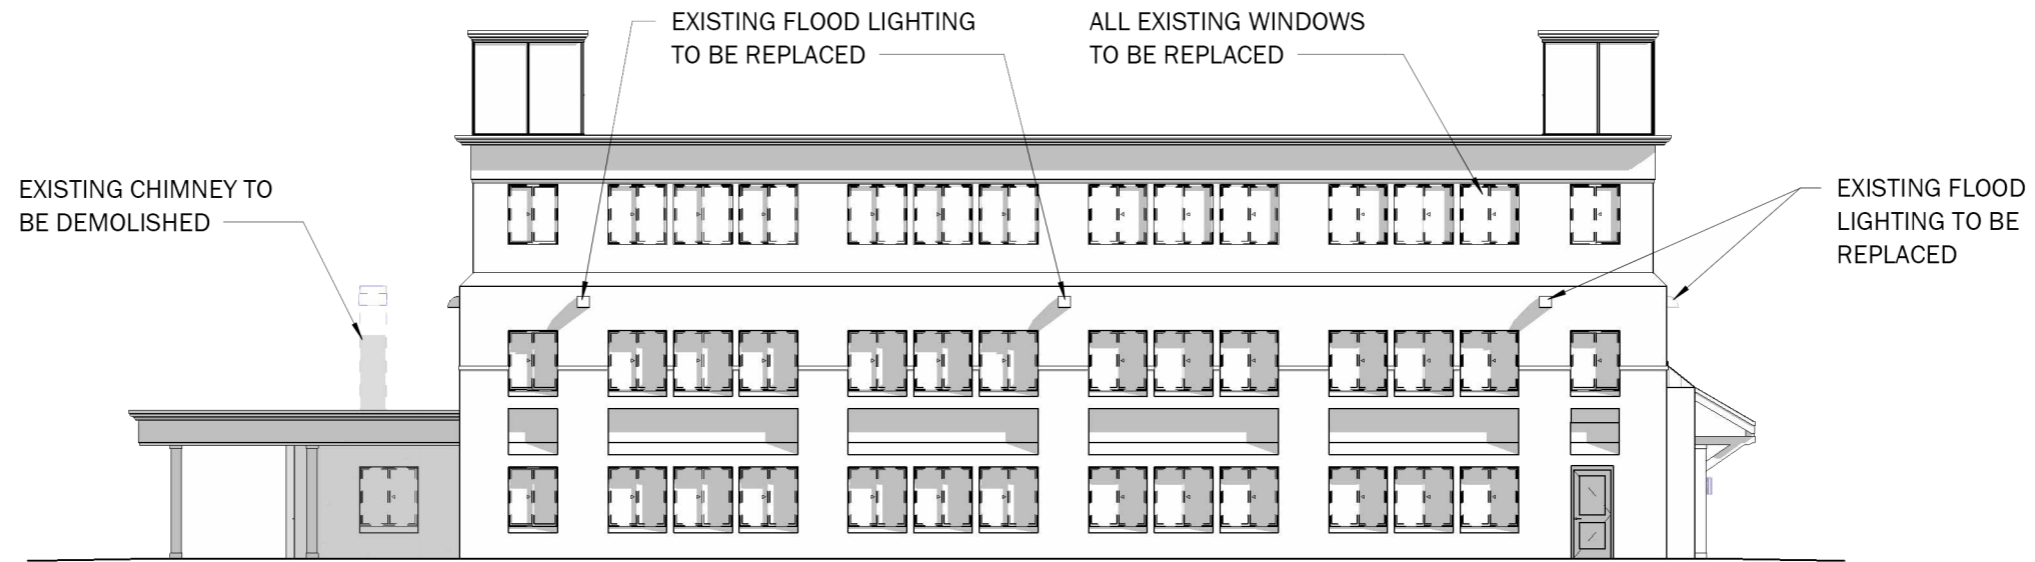 EXISTING FLOOD LIGHTING
TO BE REPLACED
ALL EXISTING WINDOWS
TO BE REPLACED
EXISTING CHIMNEY TO
BE DEMOLISHED
EXISTING FLOOD
LIGHTING TO BE
REPLACED